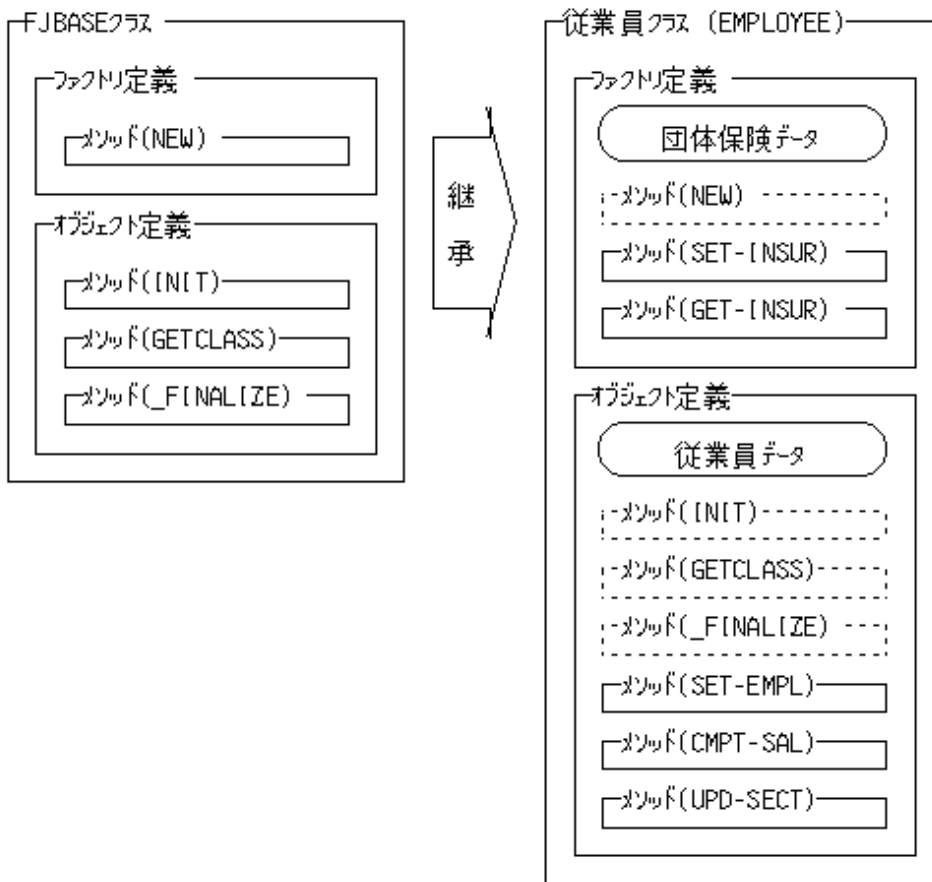 FJBASEクラス
ファクトリ定義
メソッド(NEW)
オブジェクト定義
メソッド(INIT)
メソッド(GETCLASS)
メソッド(_FINALIZE)
継
承
従業員クラス (EMPLOYEE)
ファクトリ定義
団体保険データ
メソッド(NEW)
メソッド(SET-INSUR)
メソッド(GET-INSUR)
オブジェクト定義
従業員データ
メソッド(INIT)
メソッド(GETCLASS)
メソッド(_FINALIZE)
メソッド(SET-EMPL)
メソッド(CMPT-SAL)
メソッド(UPD-SECT)